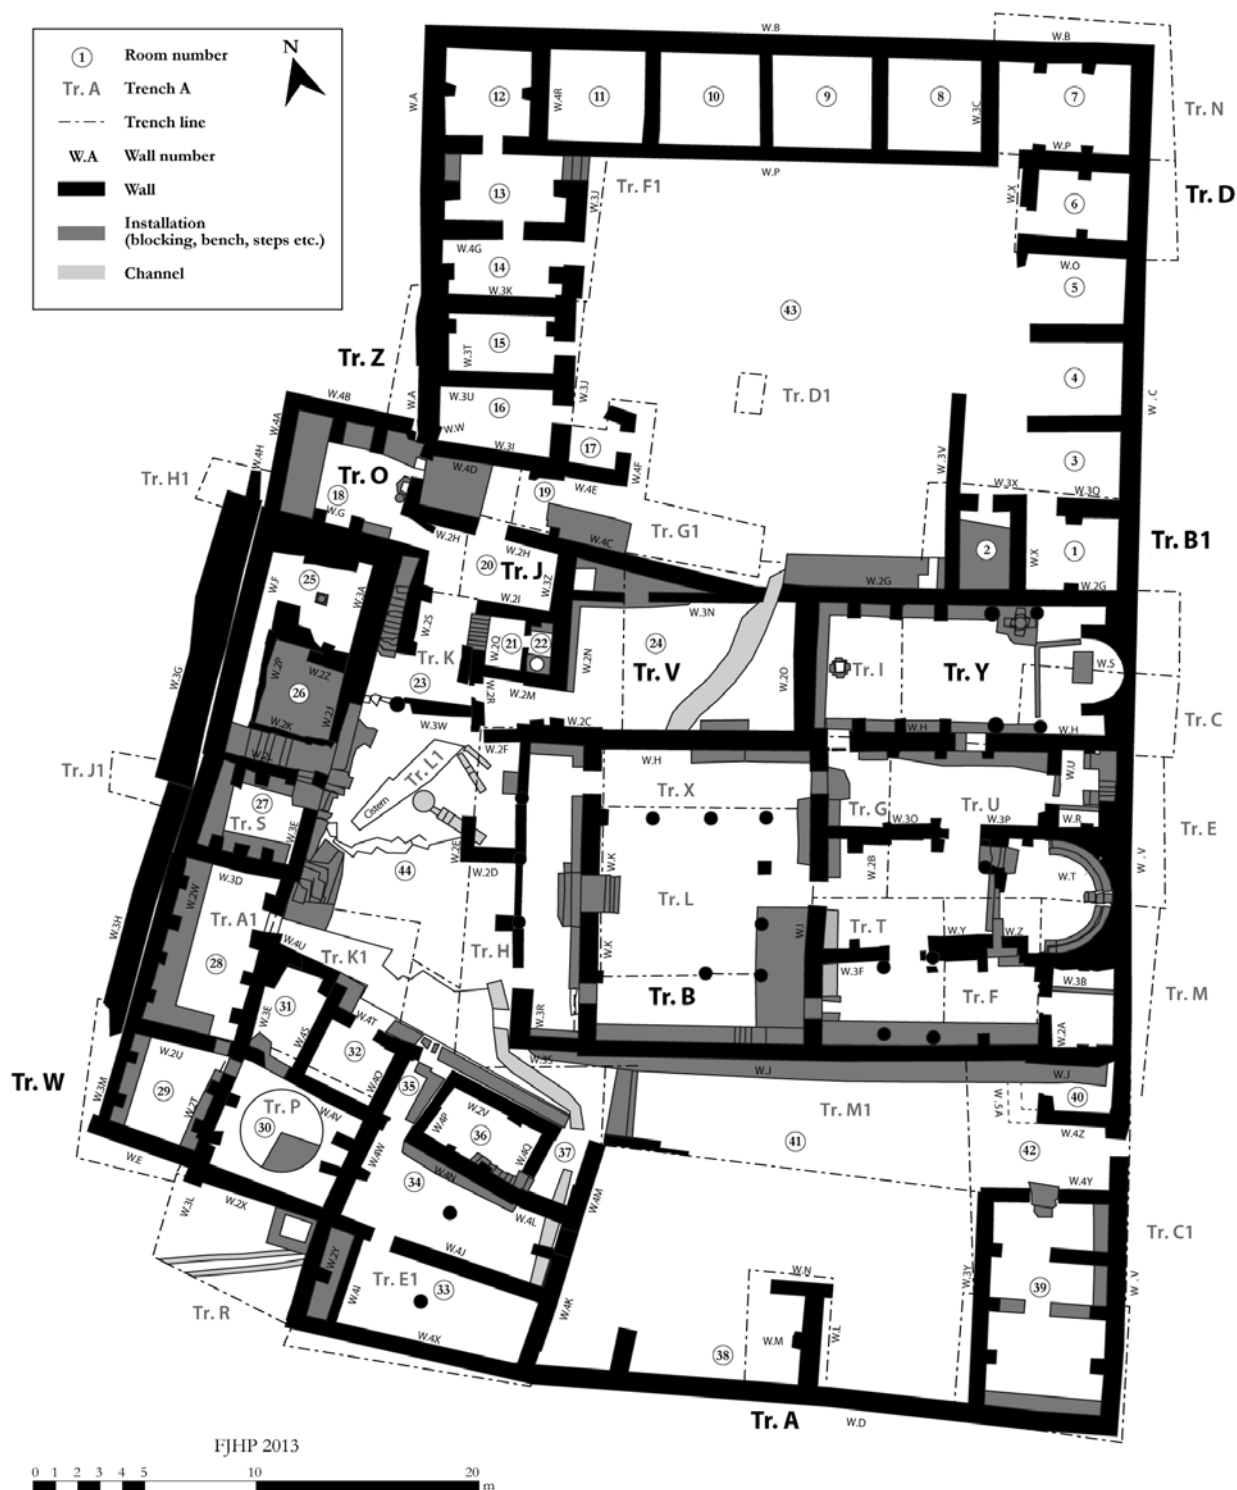 1 Room number
N
Tr. A Trench A
Trench line
W.A Wall number
Wall
Installation
(blocking, bench, steps etc.)
Channel
W.B
W.B
W.A
12
W.4R
11
10
9
8
W.3C
7
Tr. N
W.P
W.P
13
W.3J
Tr. F1
W.X
6
Tr. D
W.4G
14
W.O
5
W.3K
43
15
W.3T
Tr. Z
W.3J
Tr. D1
4
W.C
W.4B
W.A
W.3U
16
W.W
W.3I
17
W.4F
W.4A
W.4H
Tr. H1
Tr. O
18
W.G
W.4D
19
W.4E
W.3V
3
W.3X
W.3Q
W.2H
W.2H
W.4C
Tr. G1
2
W.X
1
Tr. B1
W.2G
W.2G
20
Tr. J
W.3Z
25
W.F
W.3A
W.2I
W.3N
W.2S
21
22
W.2Q
24
W.2N
Tr. V
W.2O
Tr. I
Tr. Y
W.S
Tr. K
23
W.2R
W.2M
W.2P
W.2Z
26
W.2J
W.2K
W.2L
W.3G
W.3W
W.2C
W.2F
W.H
W.H
W.H
Tr. C
Tr. J1
Tr. L1
Cistern
27
Tr. S
W.3E
Tr. X
Tr. G
Tr. U
W.U
W.R
Tr. E
W.3O
W.3P
W.2E
W.2D
W.K
W.2B
W.T
W.V
44
W.3D
W.2W
Tr. A1
W.3H
28
W.4U
Tr. K1
Tr. H
Tr. L
W.K
W.I
Tr. T
W.Y
W.Z
W.3F
Tr. B
Tr. F
W.3B
Tr. M
W.3E
31
W.4S
W.4T
32
W.3R
W.2A
W.3S
W.J
W.J
W.2U
W.4O
35
W.2V
Tr. W
W.3M
29
W.2T
Tr. P
30
W.4V
W.4P
36
W.4Q
Tr. M1
W.5A
40
W.4Z
37
41
42
W.E
W.4W
34
W.4N
W.4L
W.4M
W.4Y
W.3L
W.2X
W.2Y
W.4J
Tr. C1
W.V
Tr. E1
33
W.4I
W.4K
W.N
W.3Y
39
Tr. R
W.4X
38
W.M
Tr. A
W.D
FJHP 2013
0 1 2 3 4 5 10 20
m